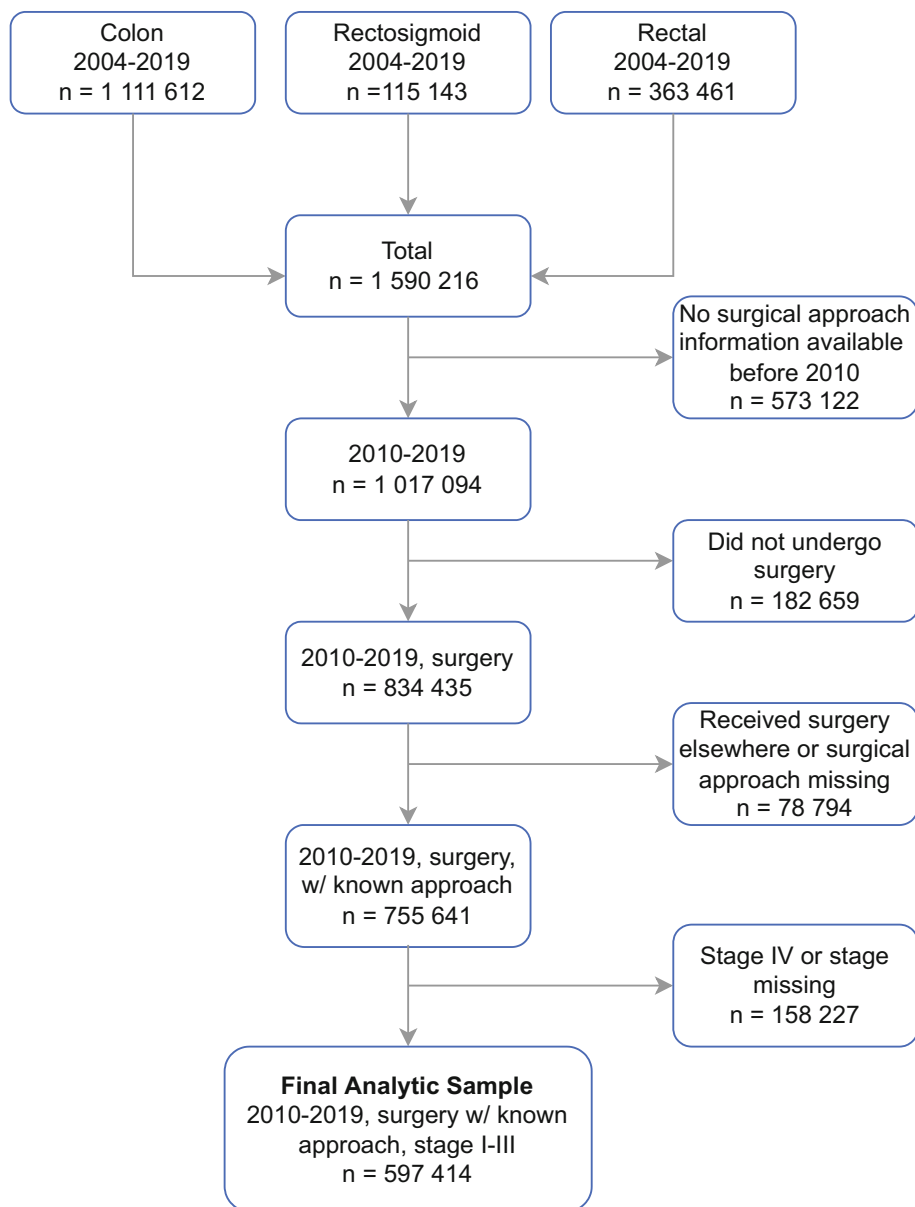 Colon
2004-2019
n = 1 111 612
Rectosigmoid
2004-2019
n =115 143
Rectal
2004-2019
n = 363 461
Total
n = 1 590 216
No surgical approach
information available
before 2010
n = 573 122
2010-2019
n = 1 017 094
Did not undergo
surgery
n = 182 659
2010-2019, surgery
n = 834 435
Received surgery
elsewhere or surgical
approach missing
n = 78 794
2010-2019, surgery,
w/ known approach
n = 755 641
Stage IV or stage
missing
n = 158 227
Final Analytic Sample
2010-2019, surgery w/ known
approach, stage I-III
n = 597 414